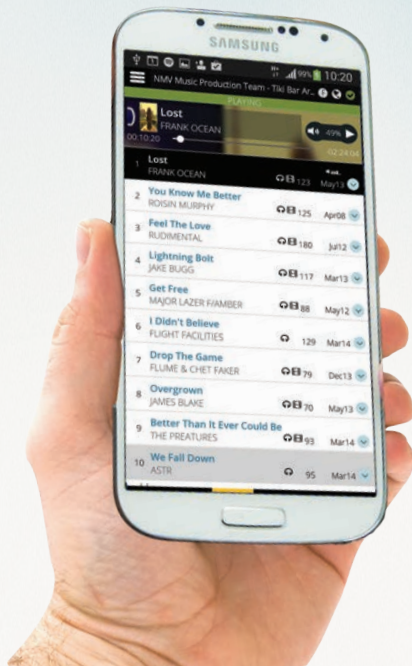 SAMSUNG
99% 10:20
NMV Music Production Team - Tiki Bar Ar..
PLAYING
Lost
FRANK OCEAN
49%
00:10:20
02:24:04
1 Lost
FRANK OCEAN 123 May13
2 You Know Me Better
ROISIN MURPHY 125 Apr08
3 Feel The Love
RUDIMENTAL 180 Jul12
4 Lightning Bolt
JAKE BUGG 117 Mar13
5 Get Free
MAJOR LAZER F/AMBER 88 May12
6 I Didn't Believe
FLIGHT FACILITIES 129 Mar14
7 Drop The Game
FLUME & CHET FAKER 79 Dec13
8 Overgrown
JAMES BLAKE 70 May13
9 Better Than It Ever Could Be
THE PREATURES 93 Mar14
10 We Fall Down
ASTR 95 Mar14